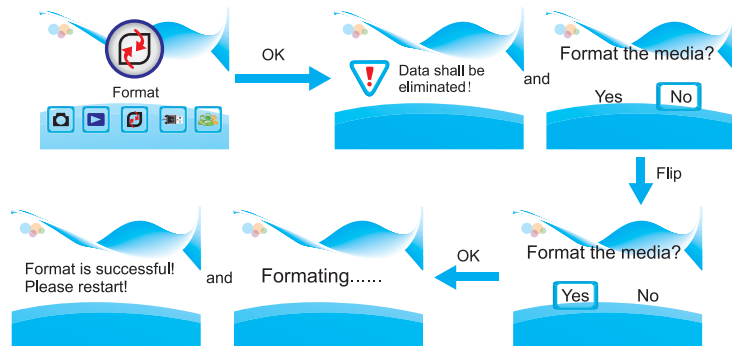 Format
OK
Data shall be
eliminated!
and
Format the media?
Yes No
Flip
Format the media?
Yes No
OK
Formating......
and
Format is successful!
Please restart!